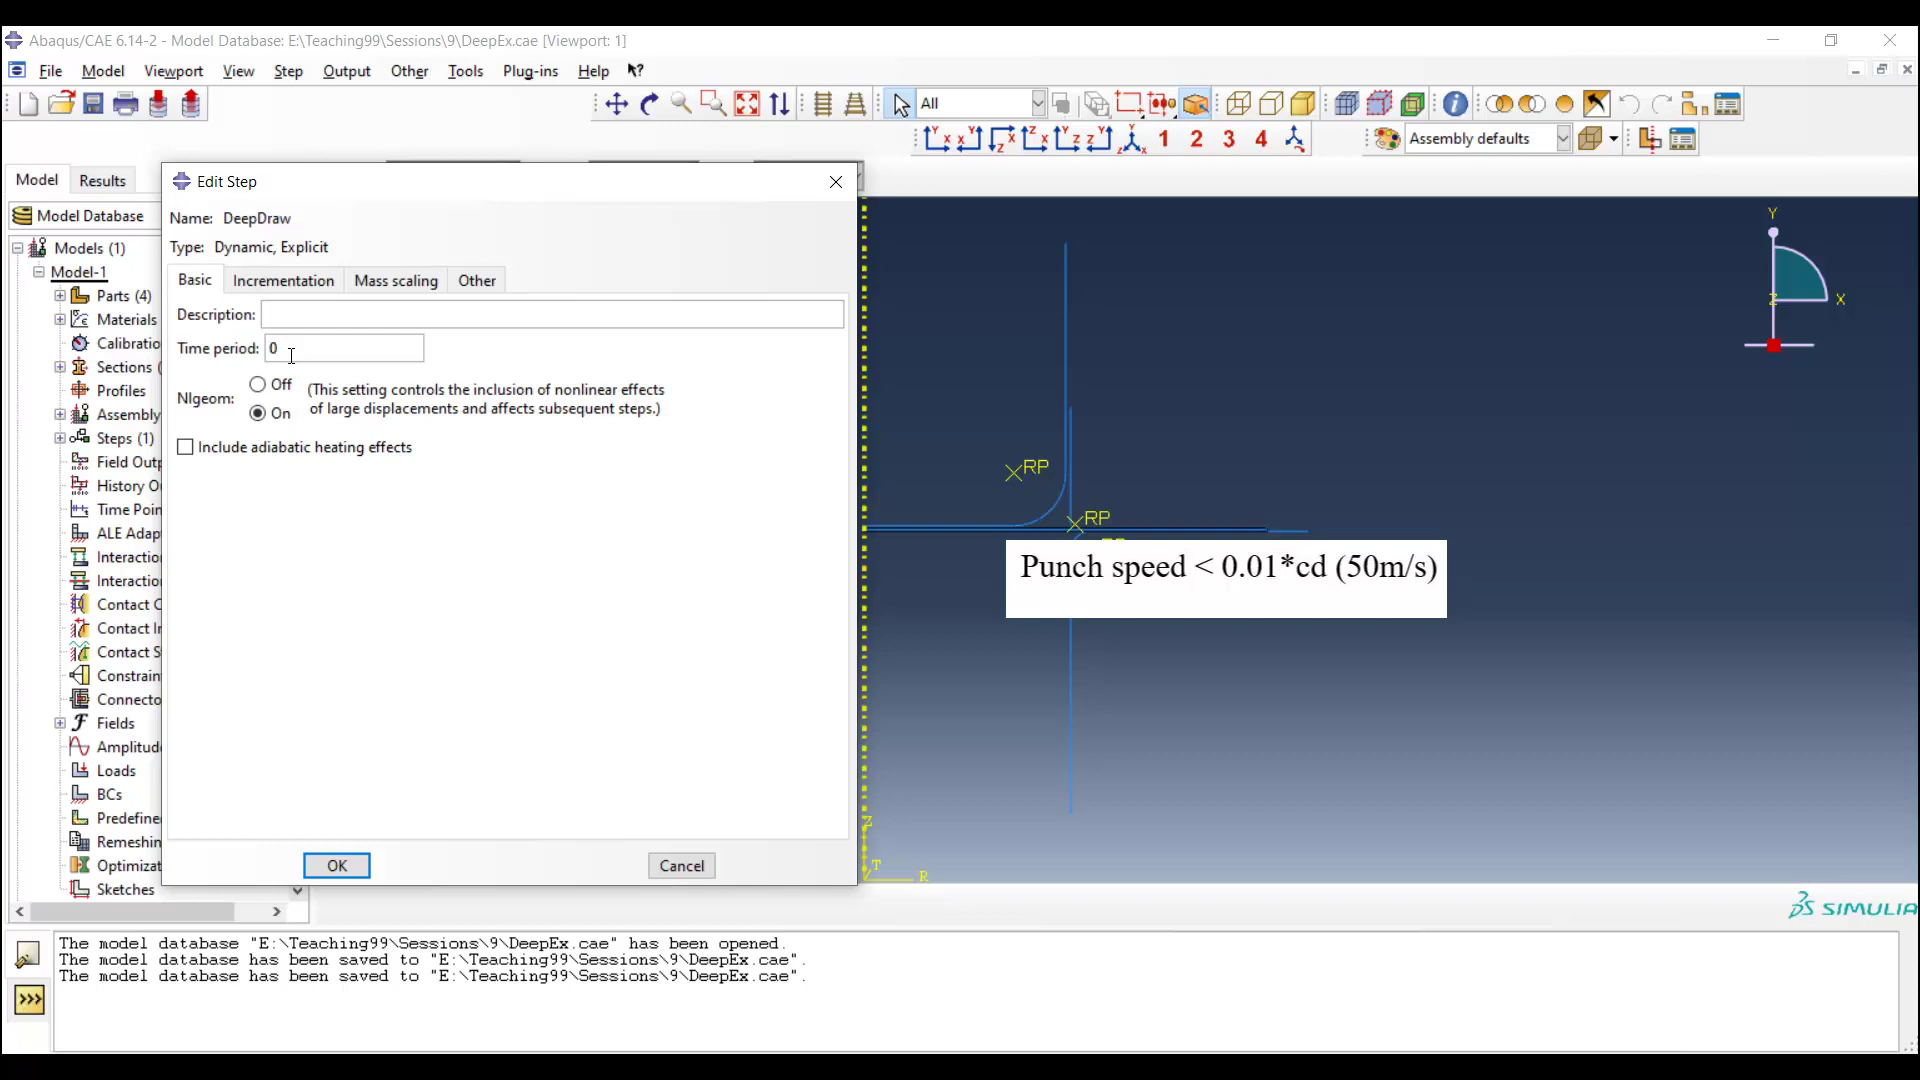 Abaqus/CAE 6.14-2 - Model Database: E:\Teaching99\Sessions\9\DeepEx.cae [Viewport: 1]
File Model Viewport View Step Output Other Tools Plug-ins Help
All
1 2 3 4
Assembly defaults
Model Results
Model Database
Models (1)
Model-1
Parts (4)
Materials
Calibratio
Sections (
Profiles
Assembly
Steps (1)
Field Outp
History O
Time Poin
ALE Adap
Interaction
Interaction
Contact C
Contact In
Contact S
Constrain
Connecto
Fields
Amplitude
Loads
BCs
Predefine
Remeshin
Optimizat
Sketches
Edit Step
Name: DeepDraw
Type: Dynamic, Explicit
Basic Incrementation Mass scaling Other
Description:
Time period: 0
Nlgeom:
Off
On
(This setting controls the inclusion of nonlinear effects
of large displacements and affects subsequent steps.)
Include adiabatic heating effects
OK Cancel
Y
X
Z
RP
RP
Punch speed < 0.01*cd (50m/s)
Z
T
R
SIMULIA
The model database "E:\Teaching99\Sessions\9\DeepEx.cae" has been opened.
The model database has been saved to "E:\Teaching99\Sessions\9\DeepEx.cae".
The model database has been saved to "E:\Teaching99\Sessions\9\DeepEx.cae".